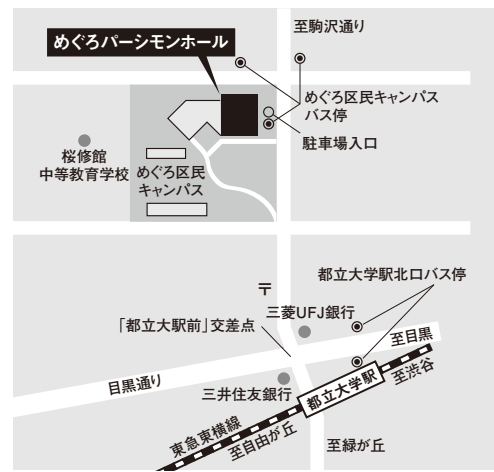 至駒沢通り
めぐろパーシモンホール
めぐろ区民キャンパス
バス停
駐車場入口
桜修館
中等教育学校
めぐろ区民
キャンパス
〒
都立大学駅北口バス停
三菱UFJ銀行
「都立大駅前」交差点
至目黒
目黒通り
三井住友銀行
都立大学駅
至渋谷
東急東横線
至自由が丘
至緑が丘